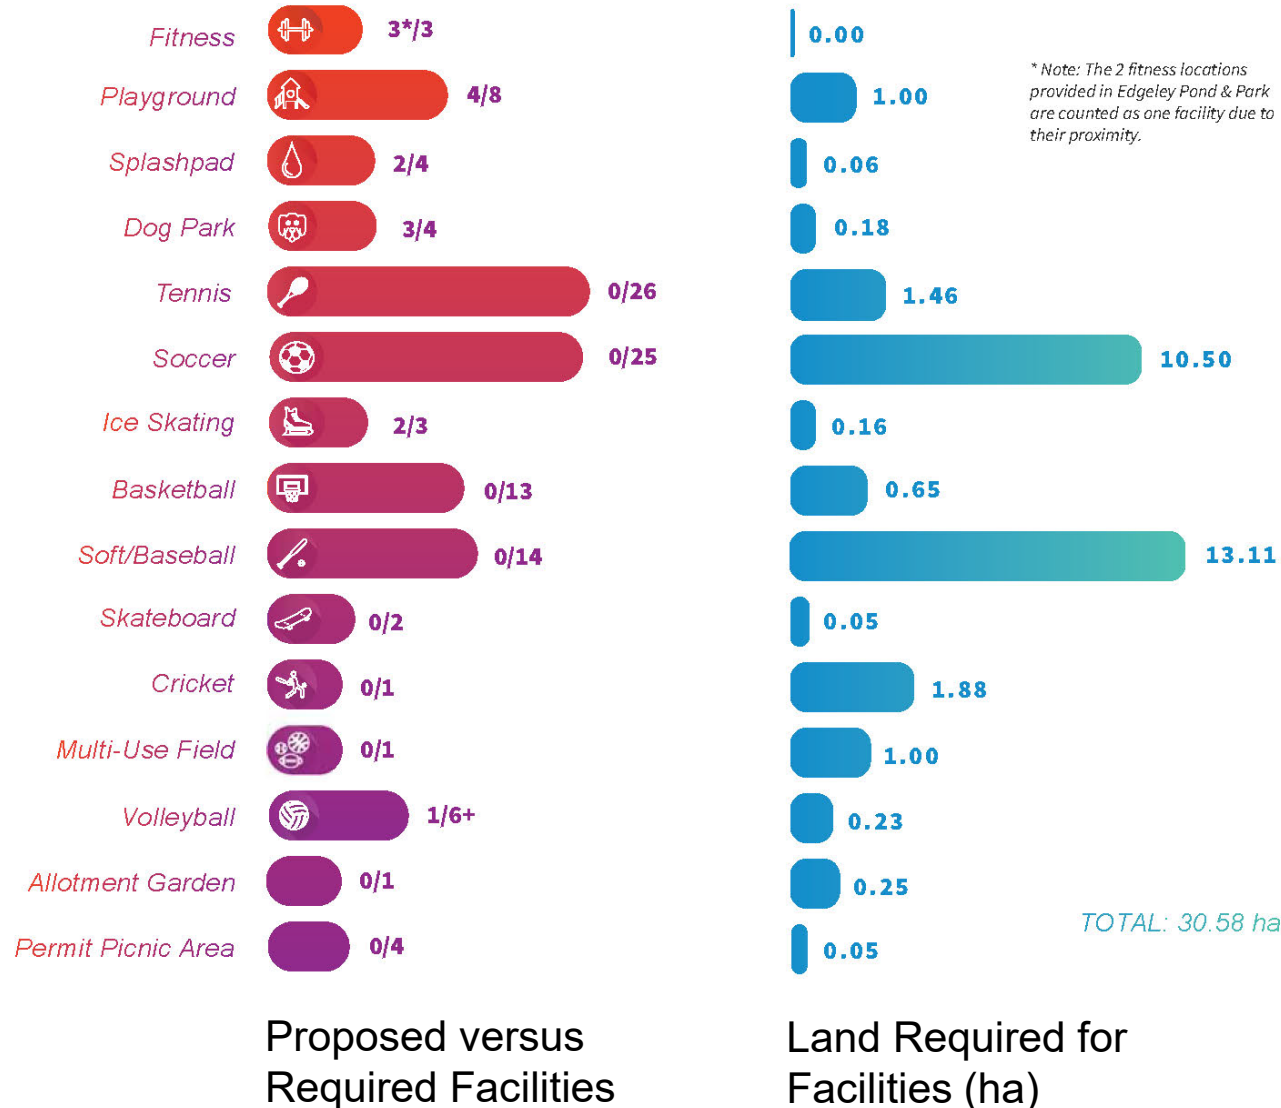 Fitness 3*/3 0.00
* Note: The 2 fitness locations
provided in Edgeley Pond & Park
are counted as one facility due to
their proximity.
Playground 4/8 1.00
Splashpad 2/4 0.06
Dog Park 3/4 0.18
Tennis 0/26 1.46
Soccer 0/25 10.50
Ice Skating 2/3 0.16
Basketball 0/13 0.65
Soft/Baseball 0/14 13.11
Skateboard 0/2 0.05
Cricket 0/1 1.88
Multi-Use Field 0/1 1.00
Volleyball 1/6+ 0.23
Allotment Garden 0/1 0.25
TOTAL: 30.58 ha
Permit Picnic Area 0/4 0.05
Proposed versus
Required Facilities
Land Required for
Facilities (ha)